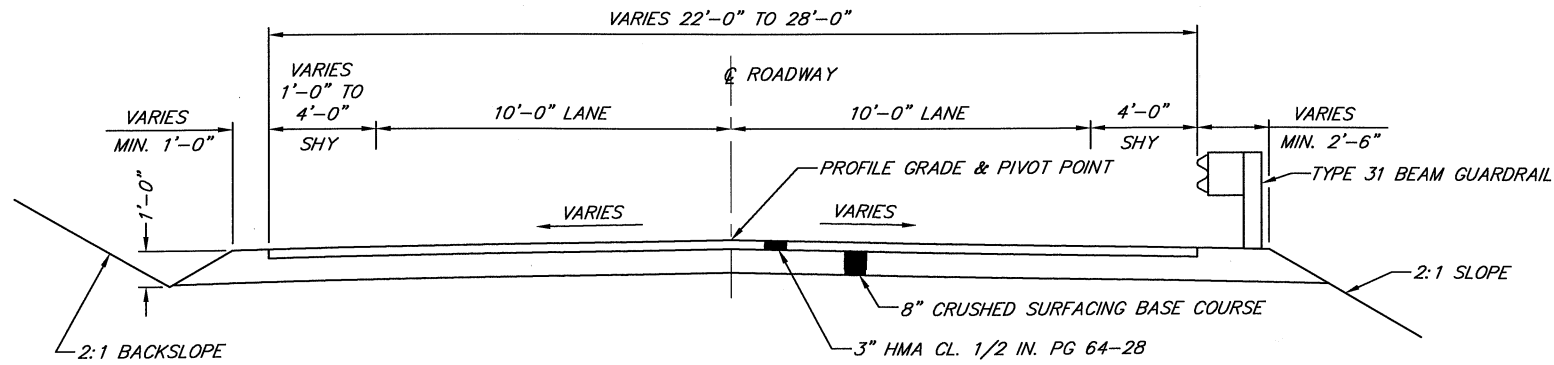 VARIES 22'-0" TO 28'-0"
VARIES
1'-0" TO
4'-0"
SHY
℄ ROADWAY
VARIES
MIN. 1'-0"
10'-0" LANE
10'-0" LANE
4'-0"
SHY
VARIES
MIN. 2'-6"
PROFILE GRADE & PIVOT POINT
TYPE 31 BEAM GUARDRAIL
1'-0"
VARIES
VARIES
2:1 SLOPE
8" CRUSHED SURFACING BASE COURSE
2:1 BACKSLOPE
3" HMA CL. 1/2 IN. PG 64-28